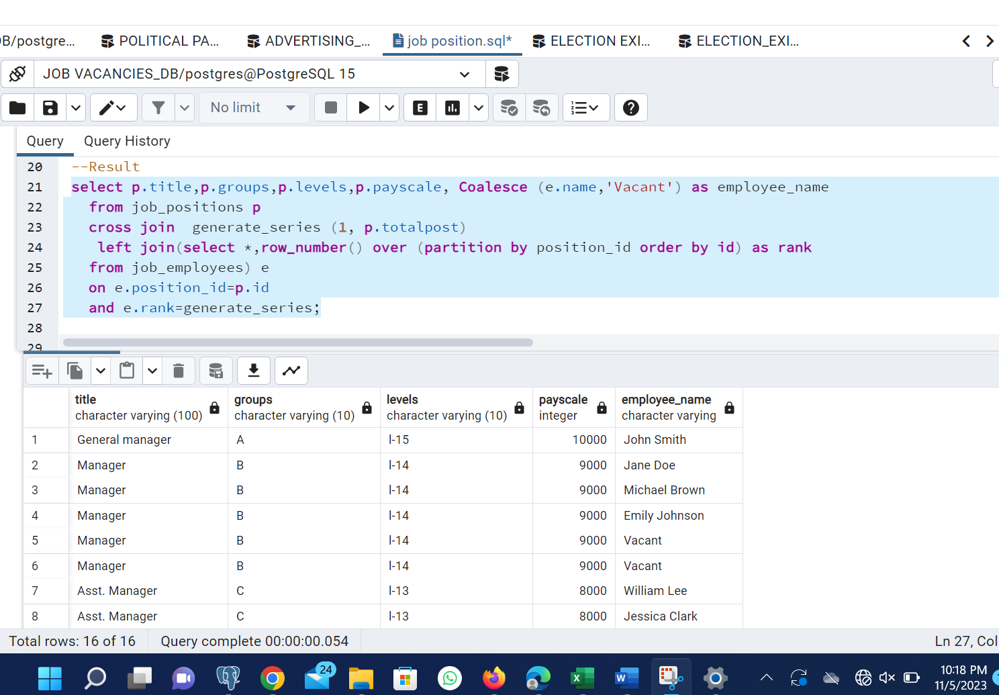 DB/postgre...
POLITICAL PA...
ADVERTISING_...
job position.sql*
ELECTION EXI...
ELECTION_EXI...
JOB VACANCIES_DB/postgres@PostgreSQL 15
No limit
E
Query
Query History
20 --Result
21 select p.title,p.groups,p.levels,p.payscale, Coalesce (e.name,'Vacant') as employee_name
22 from job_positions p
23 cross join  generate_series (1, p.totalpost)
24 left join(select *,row_number() over (partition by position_id order by id) as rank
25 from job_employees) e
26 on e.position_id=p.id
27 and e.rank=generate_series;
28
29
title groups levels payscale employee_name
character varying (100) character varying (10) character varying (10) integer character varying
1 General manager A l-15 10000 John Smith
2 Manager B l-14 9000 Jane Doe
3 Manager B l-14 9000 Michael Brown
4 Manager B l-14 9000 Emily Johnson
5 Manager B l-14 9000 Vacant
6 Manager B l-14 9000 Vacant
7 Asst. Manager C l-13 8000 William Lee
8 Asst. Manager C l-13 8000 Jessica Clark
Total rows: 16 of 16
Query complete 00:00:00.054
Ln 27, Col
24
10:18 PM
11/5/2023